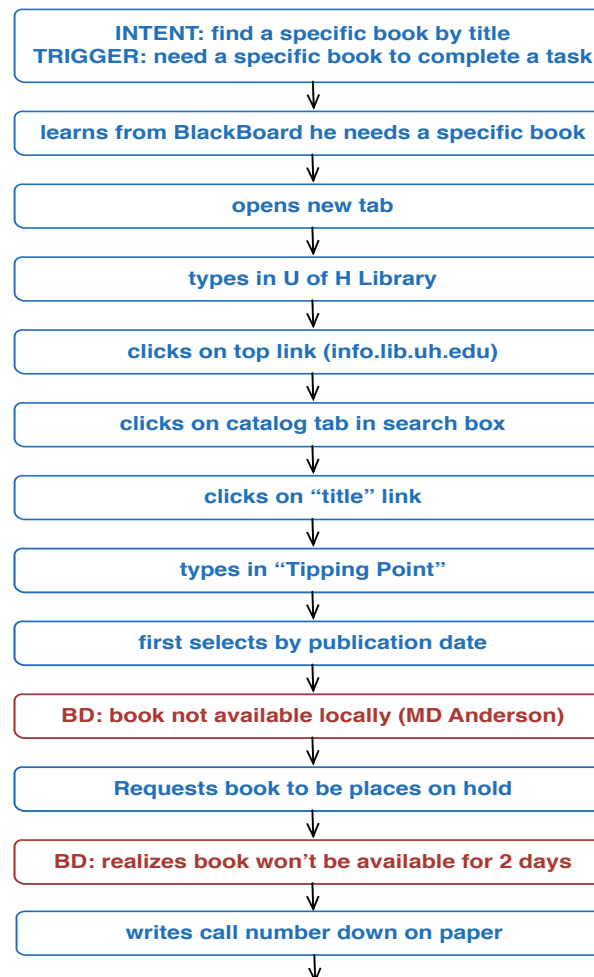 INTENT: find a specific book by title
TRIGGER: need a specific book to complete a task
learns from BlackBoard he needs a specific book
opens new tab
types in U of H Library
clicks on top link (info.lib.uh.edu)
clicks on catalog tab in search box
clicks on “title” link
types in “Tipping Point”
first selects by publication date
BD: book not available locally (MD Anderson)
Requests book to be places on hold
BD: realizes book won’t be available for 2 days
writes call number down on paper